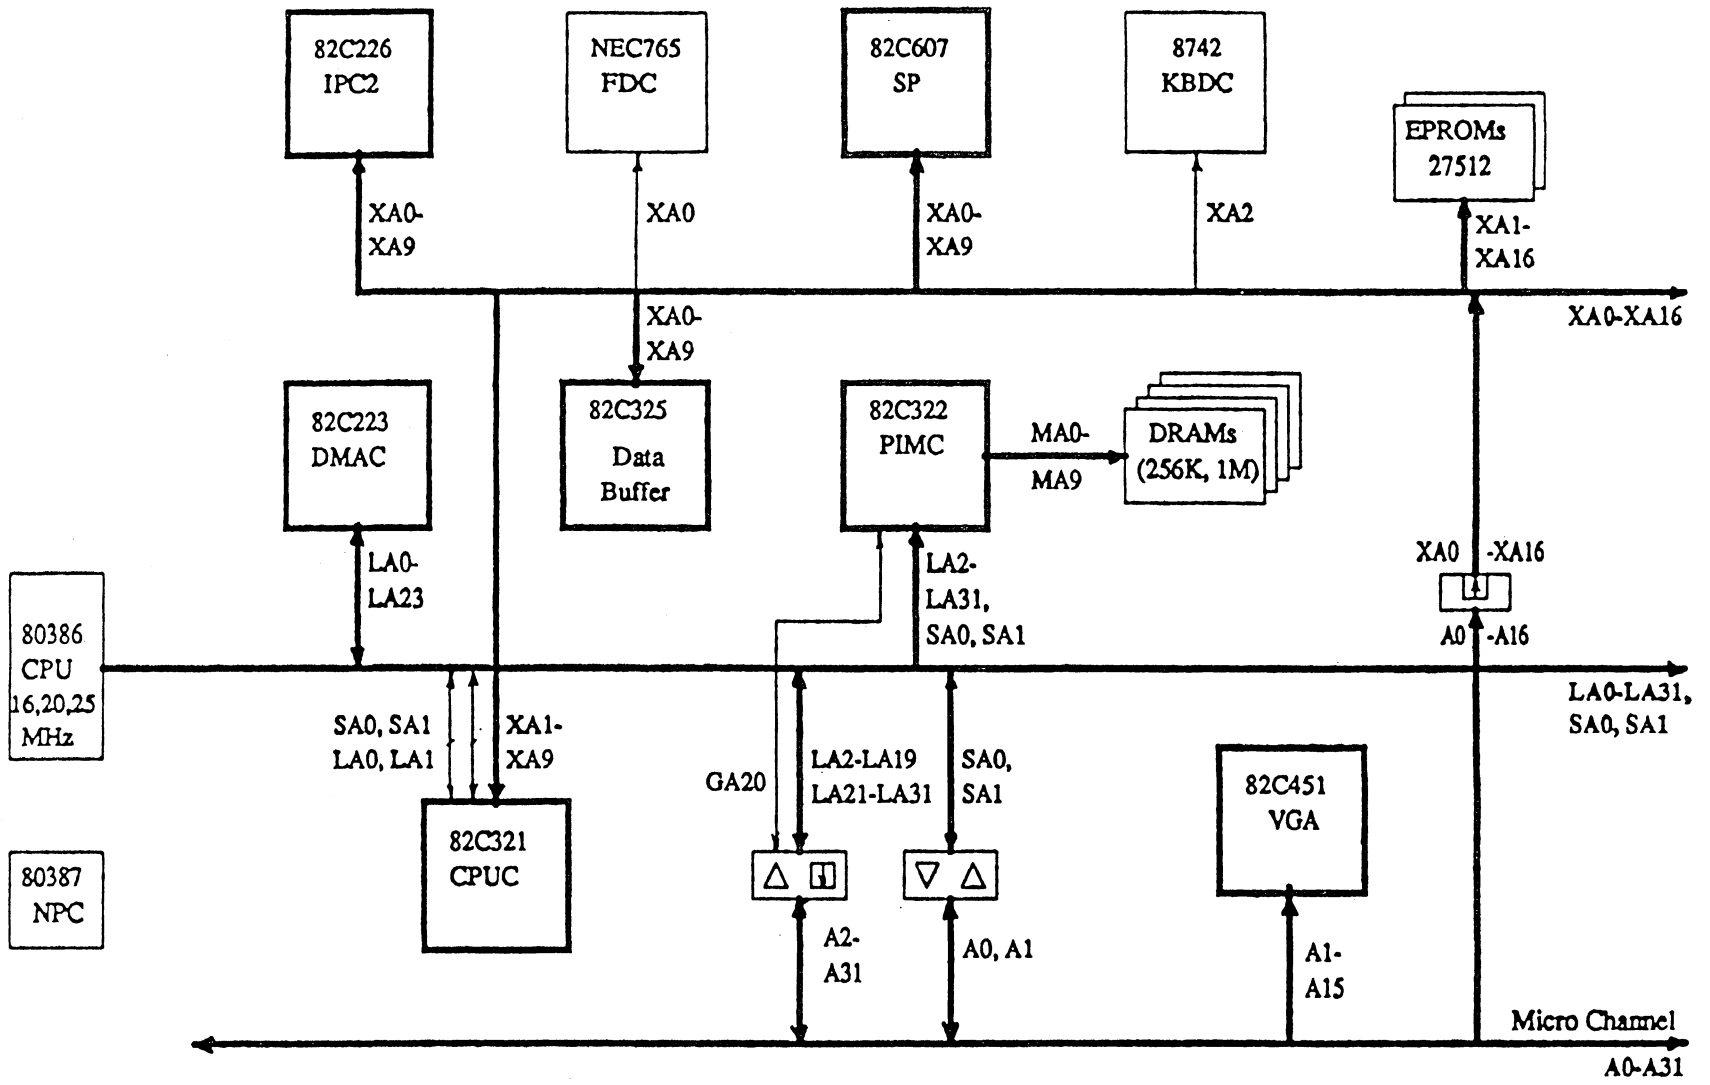 82C226
IPC2
NEC765
FDC
82C607
SP
8742
KBDC
EPROMs
27512
XA0-
XA9
XA0
XA0-
XA9
XA2
XA1-
XA16
XA0-
XA9
XA0-XA16
82C223
DMAC
82C325
Data
Buffer
82C322
PIMC
MA0-
MA9
DRAMs
(256K, 1M)
LA0-
LA23
LA2-
LA31,
SA0, SA1
XA0 -XA16
A0 -A16
80386
CPU
16,20,25
MHz
LA0-LA31,
SA0, SA1
SA0, SA1
LA0, LA1
XA1-
XA9
GA20
LA2-LA19
LA21-LA31
SA0,
SA1
82C451
VGA
82C321
CPUC
80387
NPC
A2-
A31
A0, A1
A1-
A15
Micro Channel
A0-A31